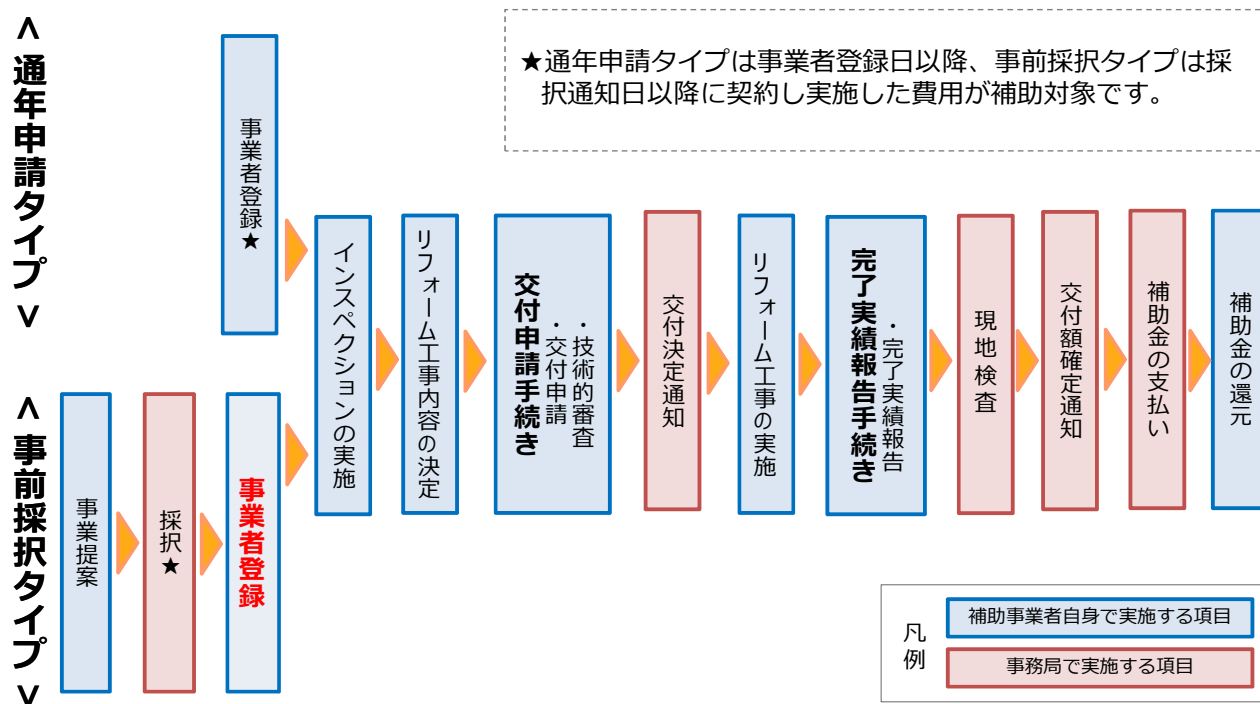 ＜通年申請タイプ＞
★通年申請タイプは事業者登録日以降、事前採択タイプは採
択通知日以降に契約し実施した費用が補助対象です。
事業者登録★
＜事前採択タイプ＞
事業提案
採択★
事業者登録
インスペクションの実施
リフォーム工事内容の決定
交付申請手続き
・技術的審査
・交付申請
交付決定通知
リフォーム工事の実施
完了実績報告手続き
・完了実績報告
現地検査
交付額確定通知
補助金の支払い
補助金の還元
凡例
補助事業者自身で実施する項目
事務局で実施する項目